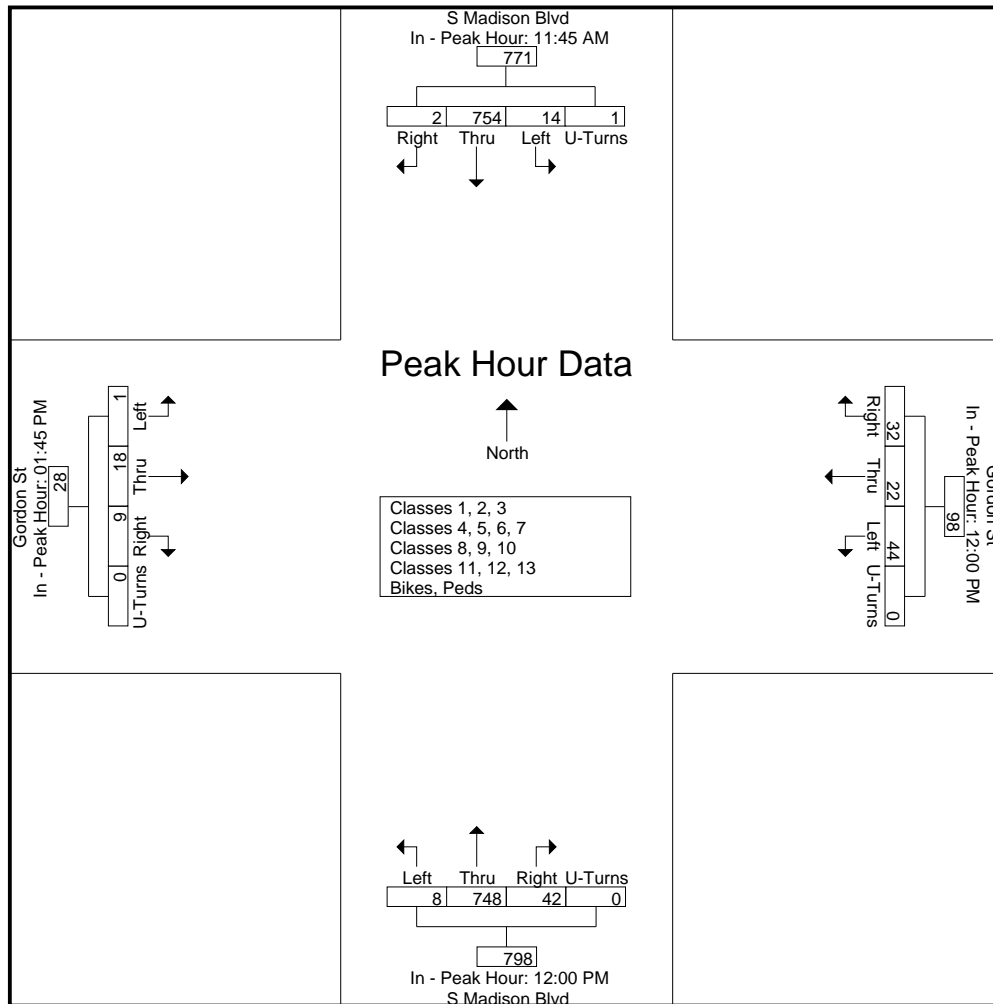 S Madison Blvd
In - Peak Hour: 11:45 AM
771
2 754 14 1
Right Thru Left U-Turns
Peak Hour Data
North
Classes 1, 2, 3
Classes 4, 5, 6, 7
Classes 8, 9, 10
Classes 11, 12, 13
Bikes, Peds
Gordon St
In - Peak Hour: 01:45 PM
28
1 18 9 0
Left Thru Right U-Turns
Gordon St
In - Peak Hour: 12:00 PM
98
32 22 44 0
Right Thru Left U-Turns
Left Thru Right U-Turns
8 748 42 0
798
In - Peak Hour: 12:00 PM
S Madison Blvd